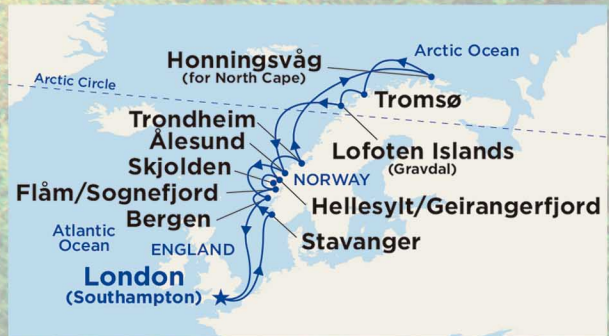 Honningsvåg
(for North Cape)
Arctic Ocean
Arctic Circle
Tromsø
Trondheim
Ålesund
Lofoten Islands
(Gravdal)
Skjolden
NORWAY
Flåm/Sognefjord
Hellesylt/Geirangerfjord
Bergen
Atlantic
Ocean
ENGLAND
Stavanger
London
(Southampton)